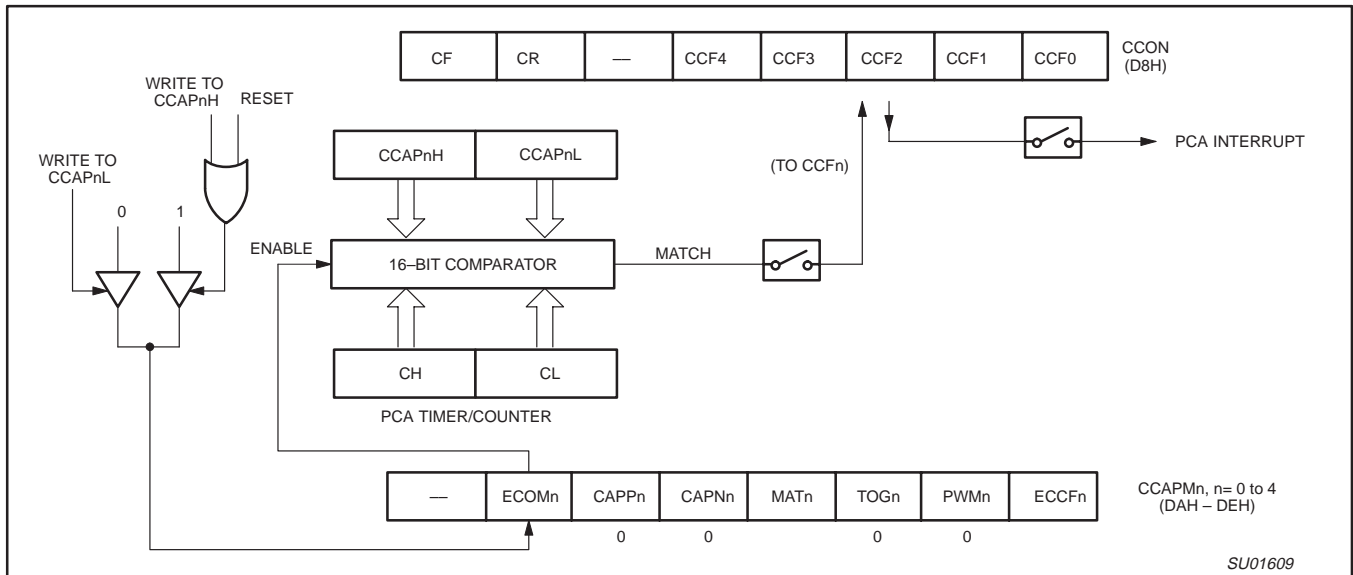 CF CR — CCF4 CCF3 CCF2 CCF1 CCF0
CCON
(D8H)
WRITE TO
CCAPnH
RESET
WRITE TO
CCAPnL
0 1
CCAPnH CCAPnL
(TO CCFn)
PCA INTERRUPT
ENABLE
16–BIT COMPARATOR
MATCH
CH CL
PCA TIMER/COUNTER
— ECOMn CAPPn CAPNn MATn TOGn PWMn ECCFn
CCAPMn, n= 0 to 4
(DAH – DEH)
0 0 0 0
SU01609